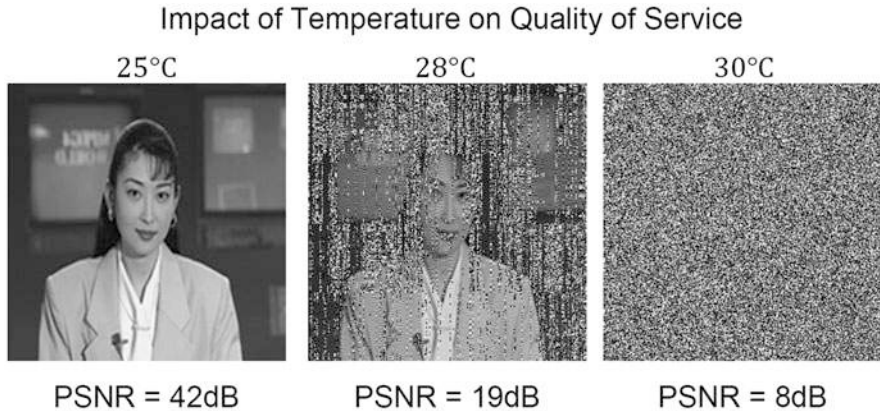 Impact of Temperature on Quality of Service
25°C 28°C 30°C
PSNR = 42dB PSNR = 19dB PSNR = 8dB